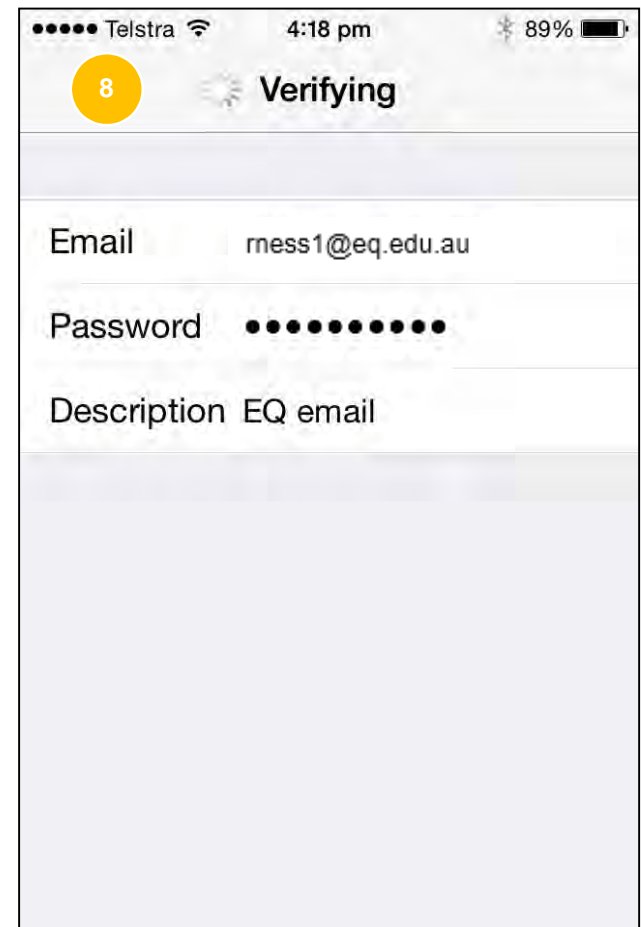 Telstra 4:18 pm 89%
8 Verifying
Email rness1@eq.edu.au
Password ●●●●●●●●●●
Description EQ email